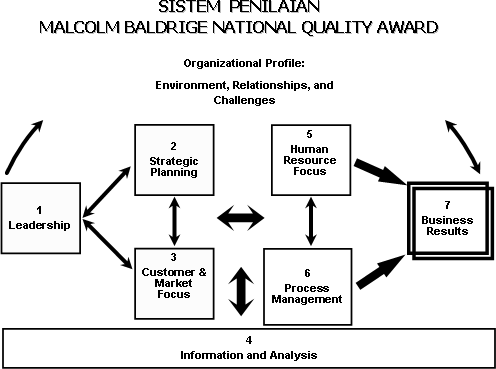 SISTEM PENILAIAN
MALCOLM BALDRIGE NATIONAL QUALITY AWARD
Organizational Profile:
Environment, Relationships, and
Challenges
2
Strategic
Planning
5
Human
Resource
Focus
1
Leadership
7
Business
Results
3
Customer &
Market
Focus
6
Process
Management
4
Information and Analysis